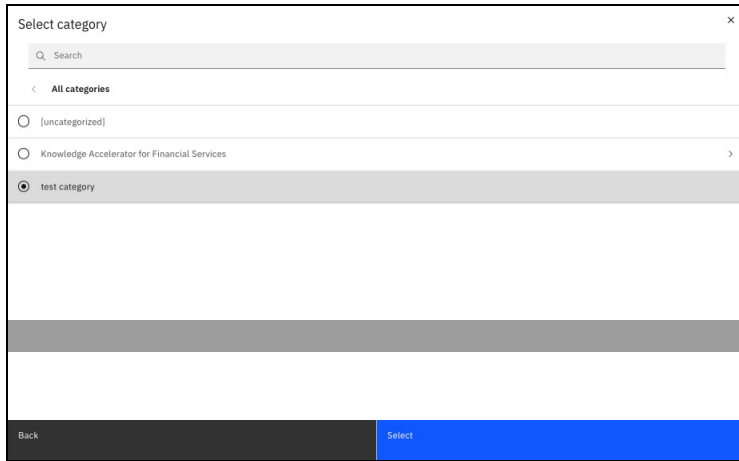 Select category
Search
All categories
[uncategorized]
Knowledge Accelerator for Financial Services
test category
Back
Select